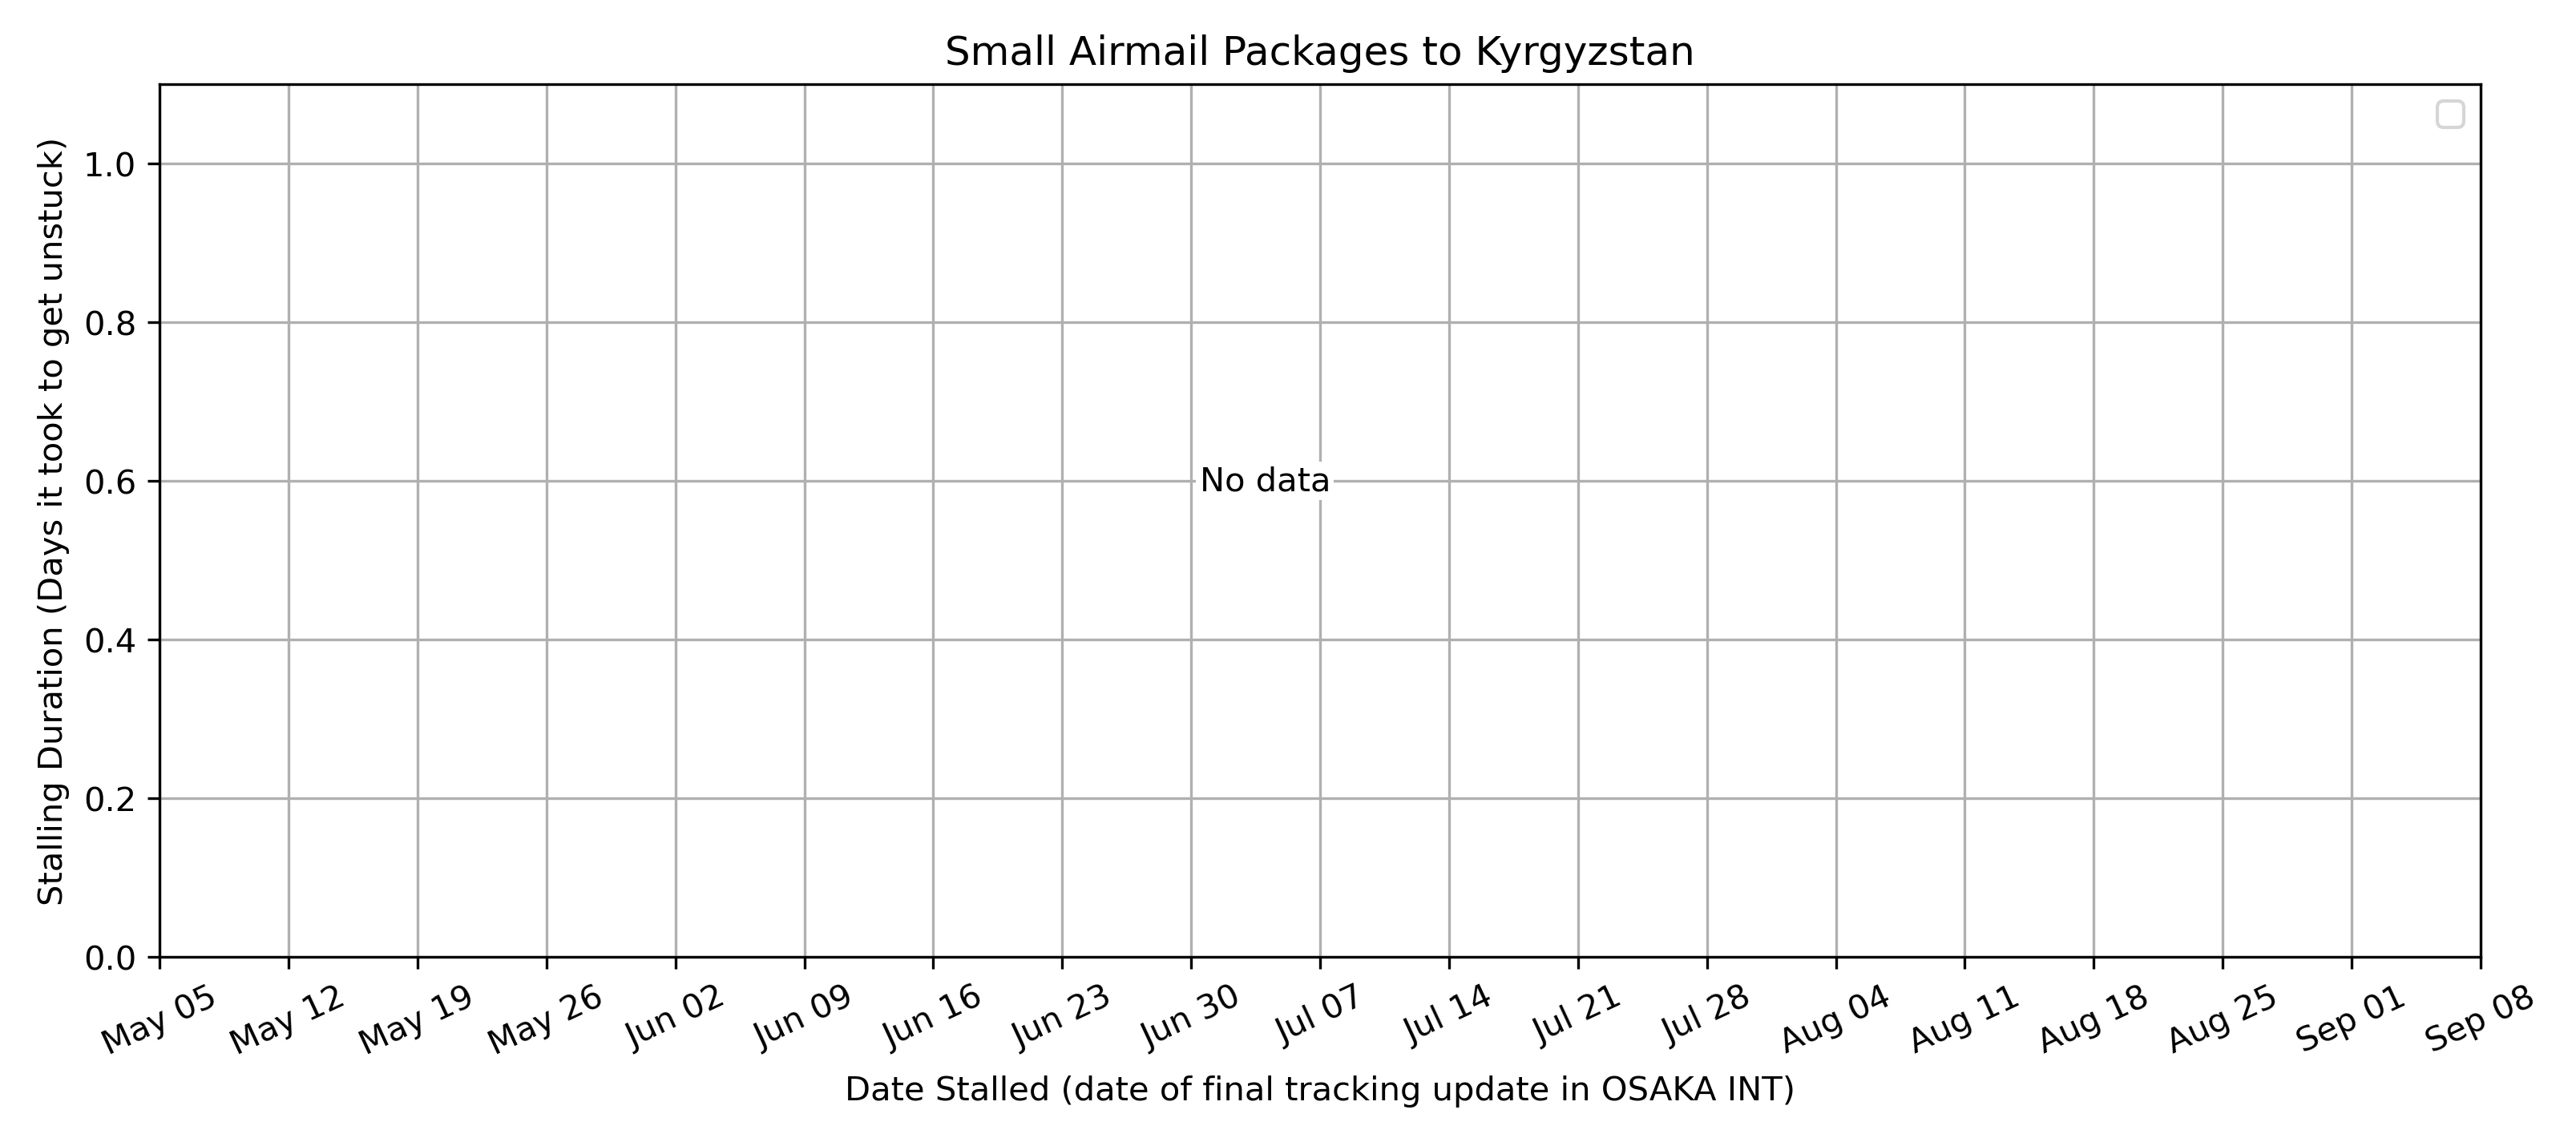 Small Airmail Packages to Kyrgyzstan
Stalling Duration (Days it took to get unstuck)
1.0
0.8
0.6
0.4
0.2
0.0
No data
May 05
May 12
May 19
May 26
Jun 02
Jun 09
Jun 16
Jun 23
Jun 30
Jul 07
Jul 14
Jul 21
Jul 28
Aug 04
Aug 11
Aug 18
Aug 25
Sep 01
Sep 08
Date Stalled (date of final tracking update in OSAKA INT)